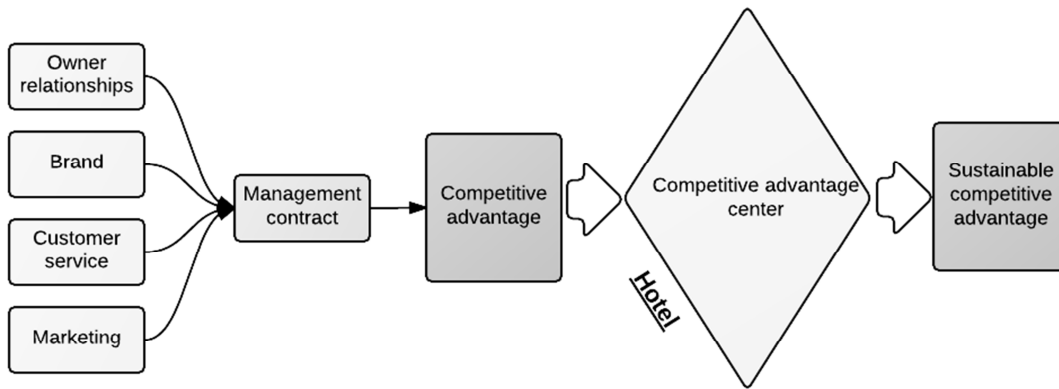 Owner
relationships
Brand
Customer
service
Marketing
Management
contract
Competitive
advantage
Competitive advantage
center
Hotel
Sustainable
competitive
advantage